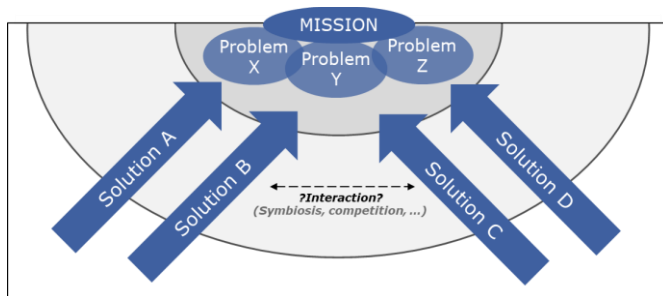 MISSION
Problem
X
Problem
Y
Problem
Z
Solution A
Solution B
Solution C
Solution D
?Interaction?
(Symbiosis, competition, ...)